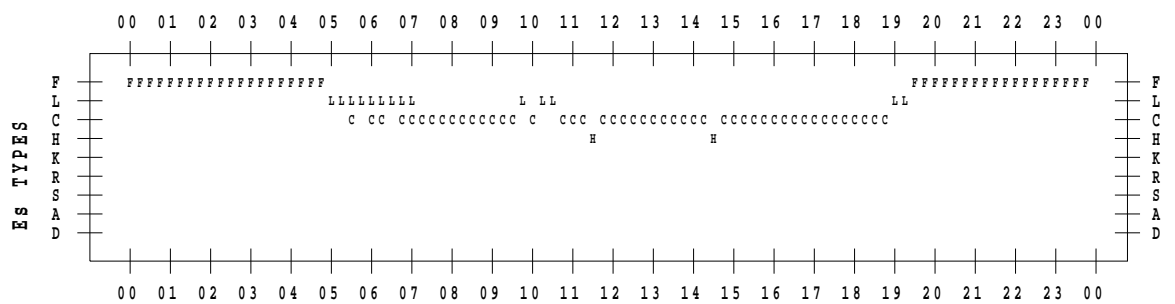 00 01 02 03 04 05 06 07 08 09 10 11 12 13 14 15 16 17 18 19 20 21 22 23 00
F FFFFFFFFFFFFFFFFFFFF FFFFFFFFFFFFFFFFFF F
L LLLLLLLLL L LL LL L
C C CC CCCCCCCCCCCC C CCC CCCCCCCCCCC CCCCCCCCCCCCCCCCC C
H H H H
K K
R R
S S
A A
D D
Es TYPES
00 01 02 03 04 05 06 07 08 09 10 11 12 13 14 15 16 17 18 19 20 21 22 23 00